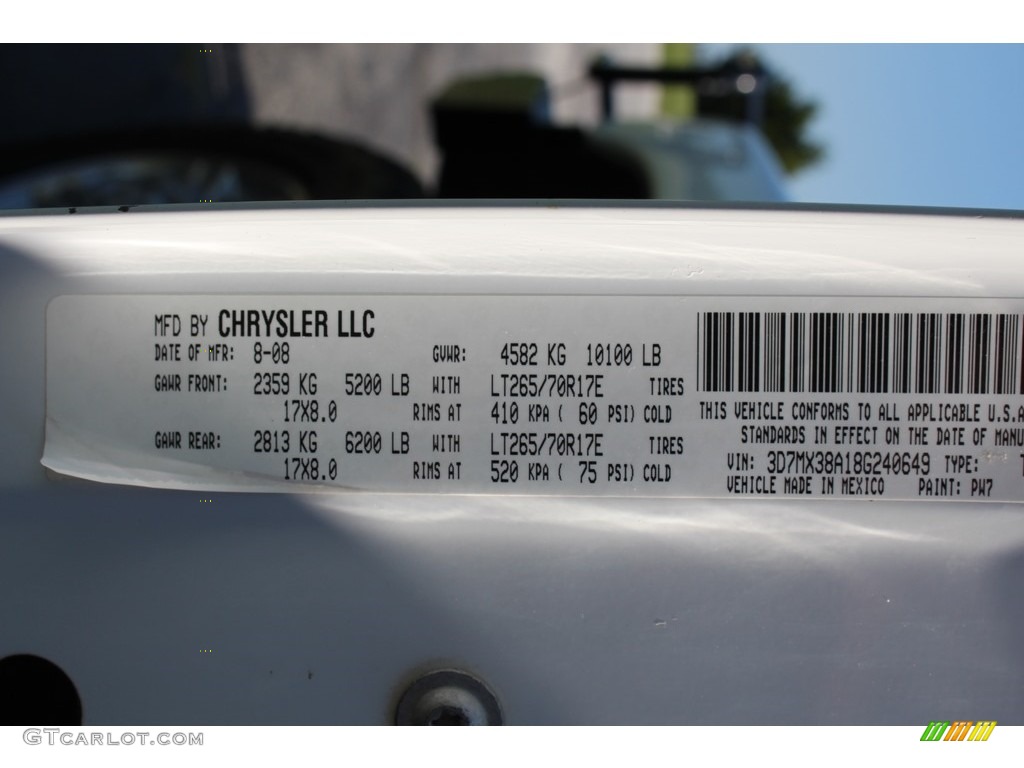 MFD BY CHRYSLER LLC
DATE OF MFR: 8-08 GVWR: 4582 KG 10100 LB
GAWR FRONT: 2359 KG 5200 LB WITH LT265/70R17E TIRES
17X8.0 RIMS AT 410 KPA ( 60 PSI) COLD
GAWR REAR: 2813 KG 6200 LB WITH LT265/70R17E TIRES
17X8.0 RIMS AT 520 KPA ( 75 PSI) COLD
THIS VEHICLE CONFORMS TO ALL APPLICABLE U.S.A
STANDARDS IN EFFECT ON THE DATE OF MANU
VIN: 3D7MX38A18G240649 TYPE: T
VEHICLE MADE IN MEXICO PAINT: PW7
GTCARLOT.COM